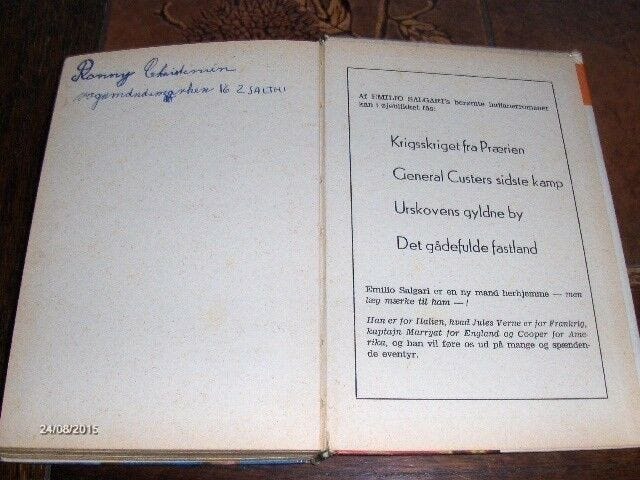 Ronny Christensen
16 2 SALTHI
Af EMILIO SALGARI's berømte indianerromaner
kan i øjeblikket fås:
Krigsskriget fra Prærien
General Custers sidste kamp
Urskovens gyldne by
Det gådefulde fastland
Emilio Salgari er en ny mand herhjemme — men
læg mærke til ham — !
Han er for Italien, hvad Jules Verne er for Frankrig,
kaptajn Marryat for England og Cooper for Ame-
rika, og han vil føre os ud på mange og spænden-
de eventyr.
24/08/2015